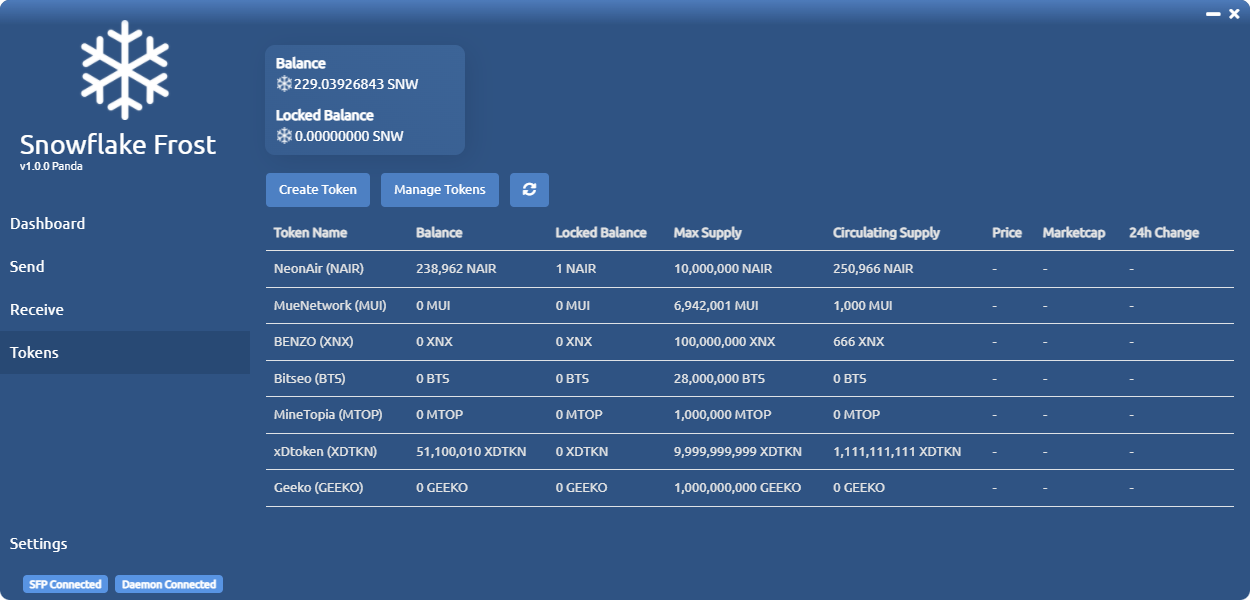 Snowflake Frost
v1.0.0 Panda
Dashboard
Send
Receive
Tokens
Settings
SFP Connected Daemon Connected
Balance
229.03926843 SNW
Locked Balance
0.00000000 SNW
Create Token Manage Tokens
Token Name Balance Locked Balance Max Supply Circulating Supply Price Marketcap 24h Change
NeonAir (NAIR) 238,962 NAIR 1 NAIR 10,000,000 NAIR 250,966 NAIR - - -
MueNetwork (MUI) 0 MUI 0 MUI 6,942,001 MUI 1,000 MUI - - -
BENZO (XNX) 0 XNX 0 XNX 100,000,000 XNX 666 XNX - - -
Bitseo (BTS) 0 BTS 0 BTS 28,000,000 BTS 0 BTS - - -
MineTopia (MTOP) 0 MTOP 0 MTOP 1,000,000 MTOP 0 MTOP - - -
xDtoken (XDTKN) 51,100,010 XDTKN 0 XDTKN 9,999,999,999 XDTKN 1,111,111,111 XDTKN - - -
Geeko (GEEKO) 0 GEEKO 0 GEEKO 1,000,000,000 GEEKO 0 GEEKO - - -